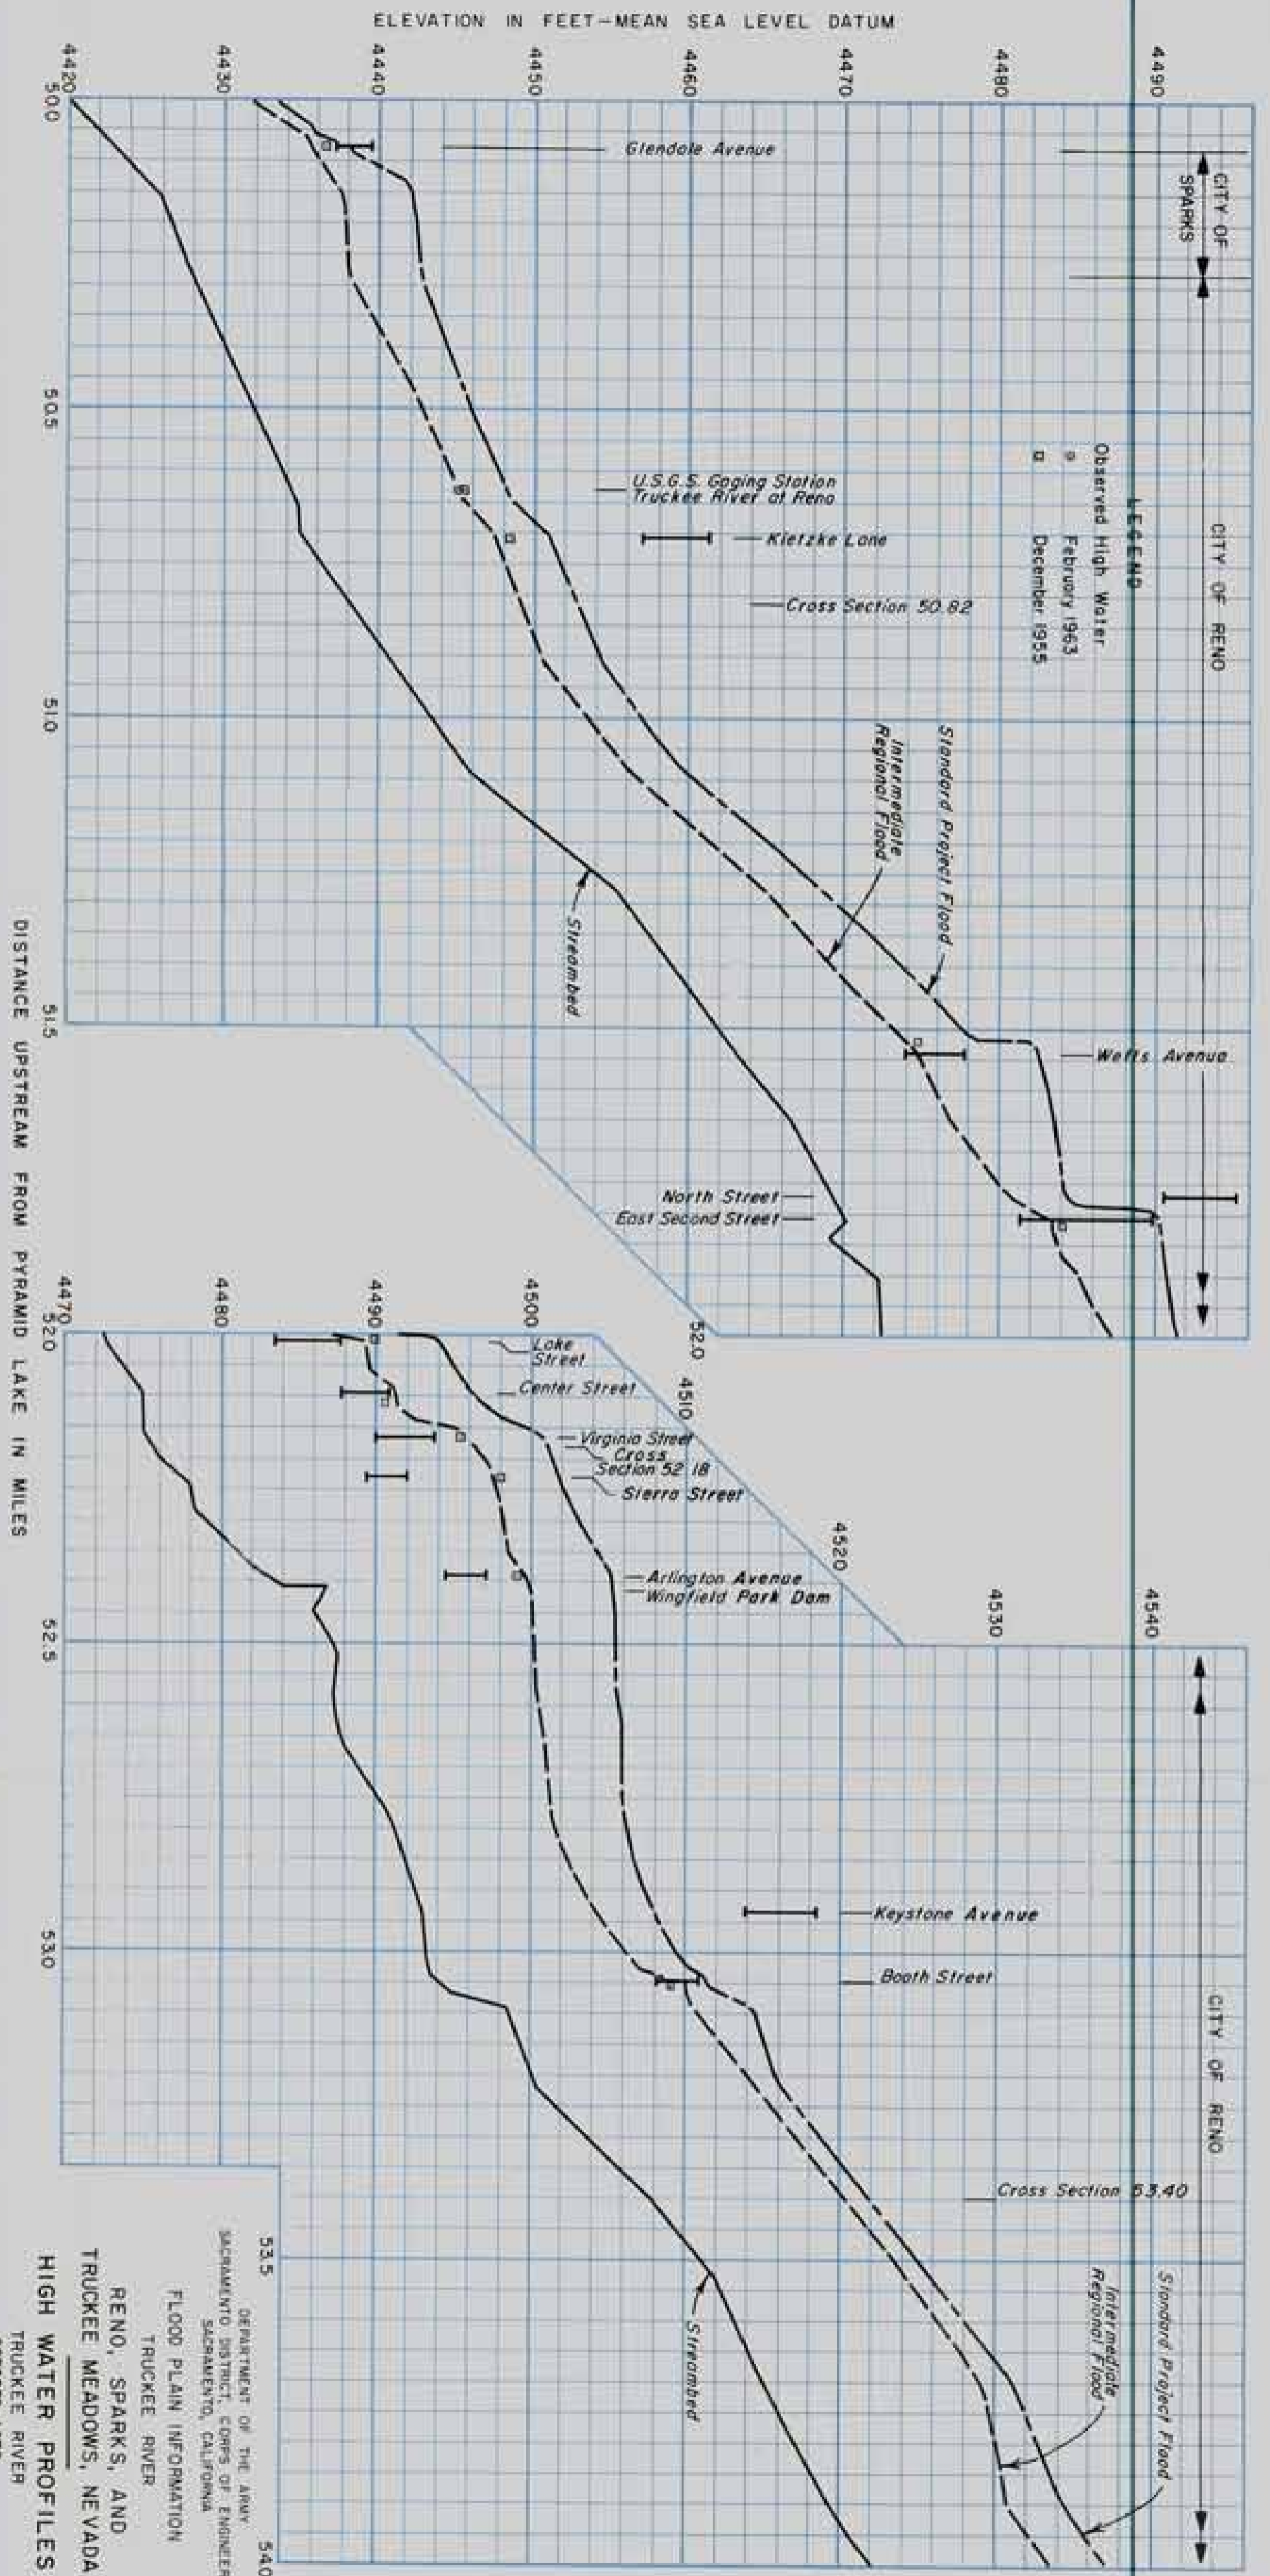 ELEVATION IN FEET-MEAN SEA LEVEL DATUM
4490
4480
4470
4460
4450
4440
4430
4420
50.0
50.5
51.0
51.5
52.0
CITY OF
SPARKS
CITY OF RENO
LEGEND
Observed High Water
February 1963
December 1955
Glendale Avenue
U.S.G.S. Gaging Station
Truckee River at Reno
Kietzke Lane
Cross Section 50.82
Standard Project Flood
Intermediate
Regional Flood
Streambed
Wells Avenue
North Street
East Second Street
4540
4530
4520
4510
4500
4490
4480
4470
52.0
52.5
53.0
53.5
54.0
CITY OF RENO
Lake
Street
Center Street
Virginia Street
Cross
Section 52.18
Sierra Street
Arlington Avenue
Wingfield Park Dam
Keystone Avenue
Booth Street
Cross Section 53.40
Standard Project Flood
Intermediate
Regional Flood
Streambed
DISTANCE UPSTREAM FROM PYRAMID LAKE IN MILES
DEPARTMENT OF THE ARMY
SACRAMENTO DISTRICT, CORPS OF ENGINEER
SACRAMENTO, CALIFORNIA
FLOOD PLAIN INFORMATION
TRUCKEE RIVER
RENO, SPARKS, AND
TRUCKEE MEADOWS, NEVADA
HIGH WATER PROFILES
TRUCKEE RIVER